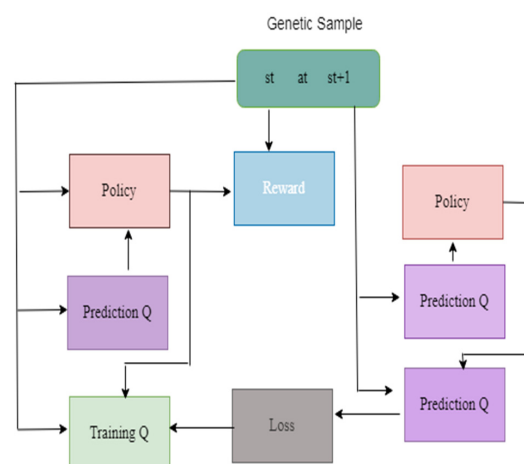 Genetic Sample
st at st+1
Policy
Reward
Policy
Prediction Q
Prediction Q
Training Q
Loss
Prediction Q